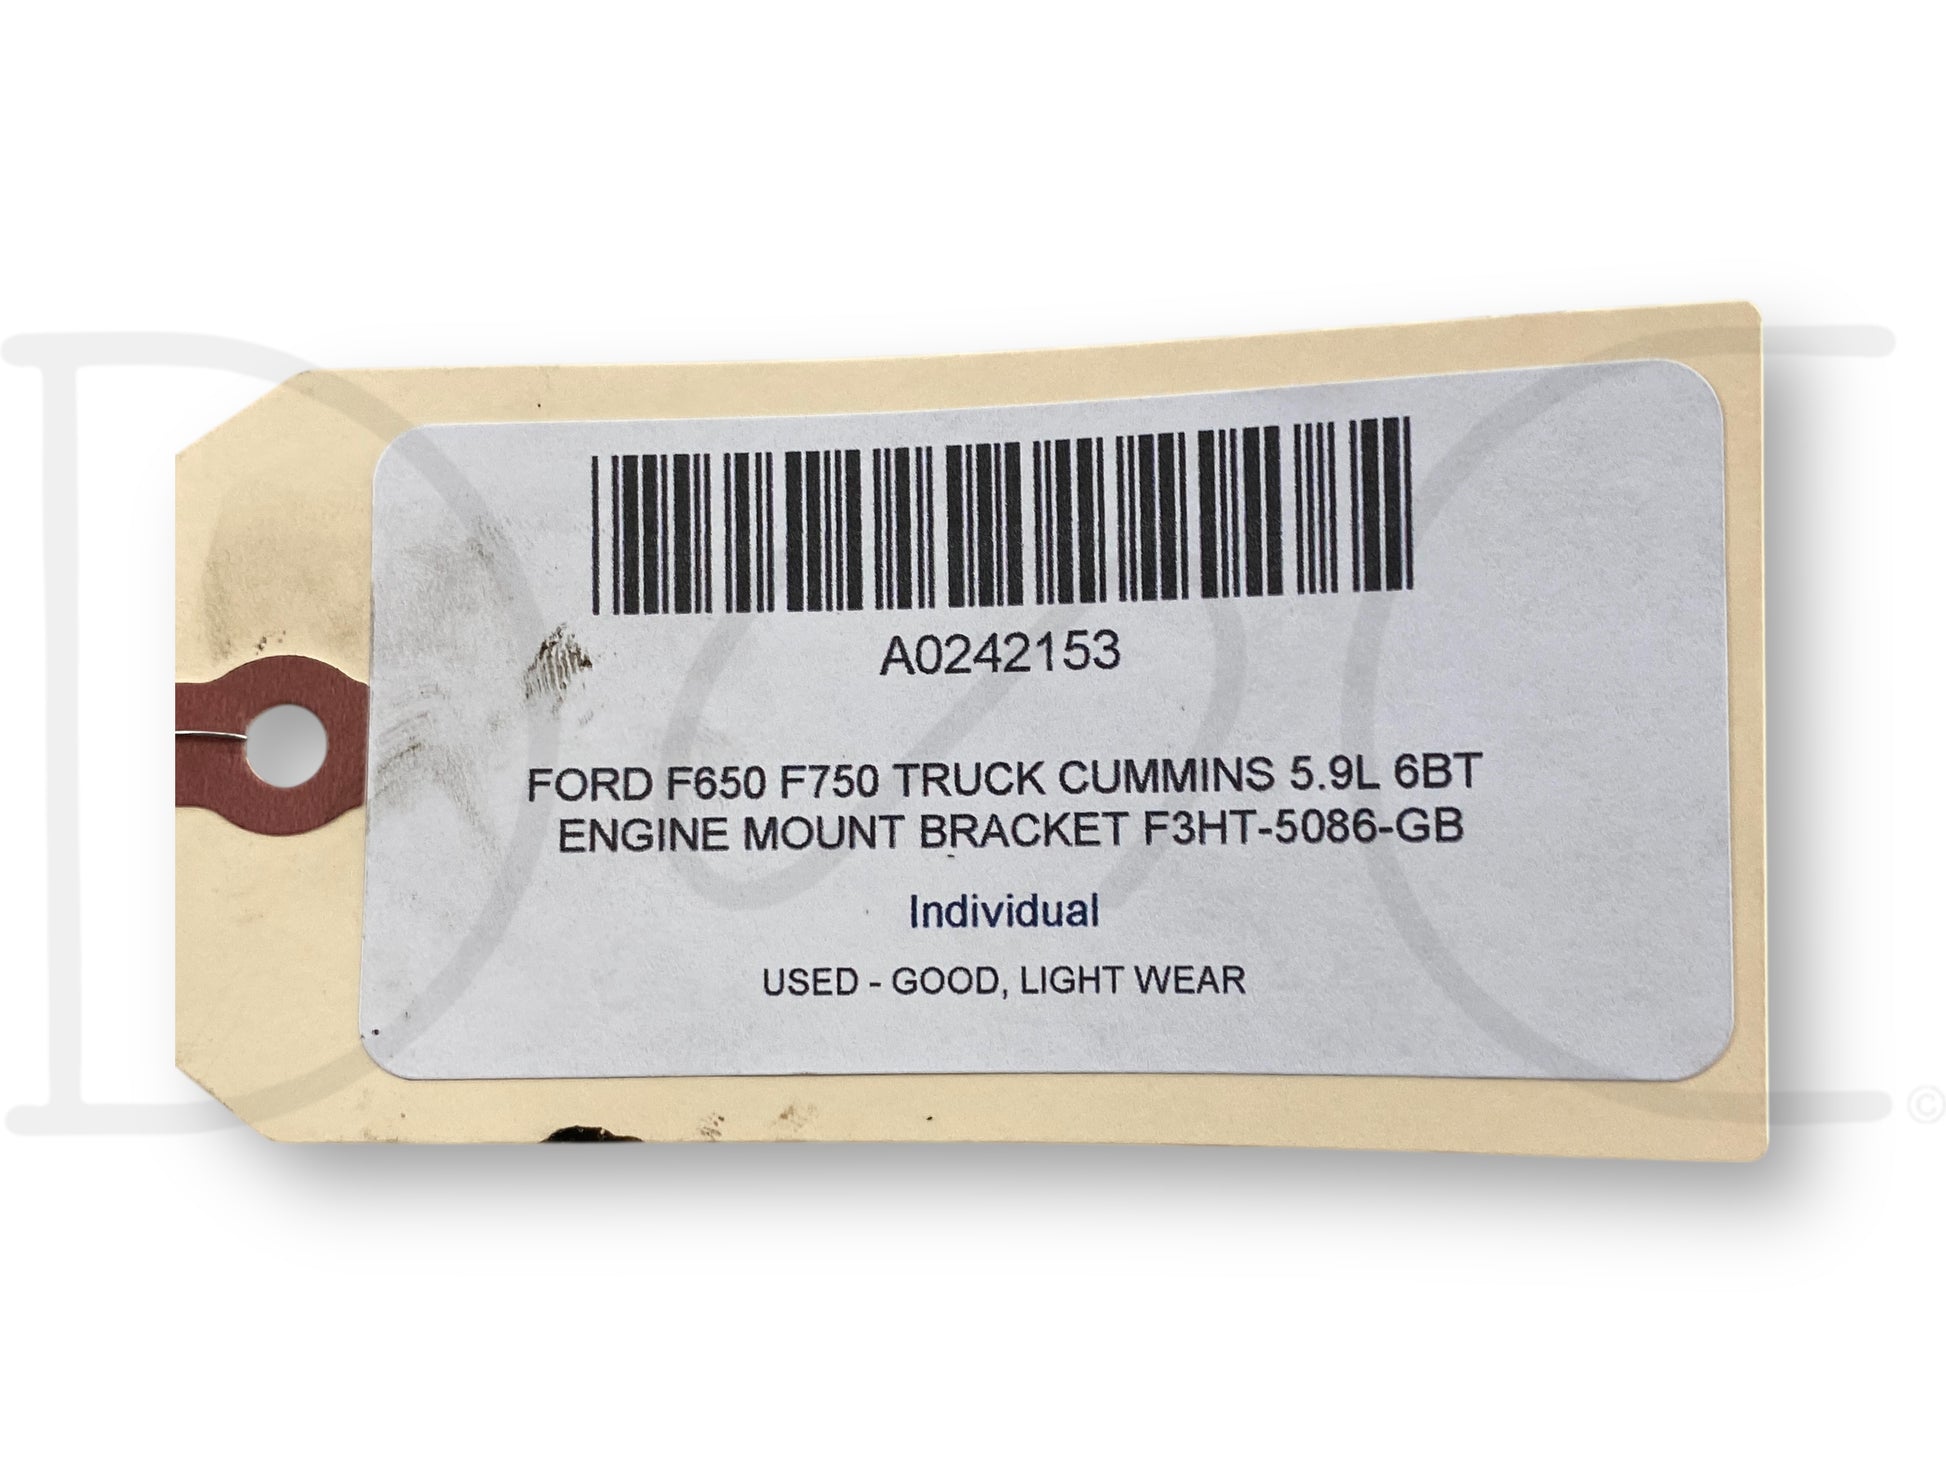 A0242153
FORD F650 F750 TRUCK CUMMINS 5.9L 6BT
ENGINE MOUNT BRACKET F3HT-5086-GB
Individual
USED - GOOD, LIGHT WEAR
©